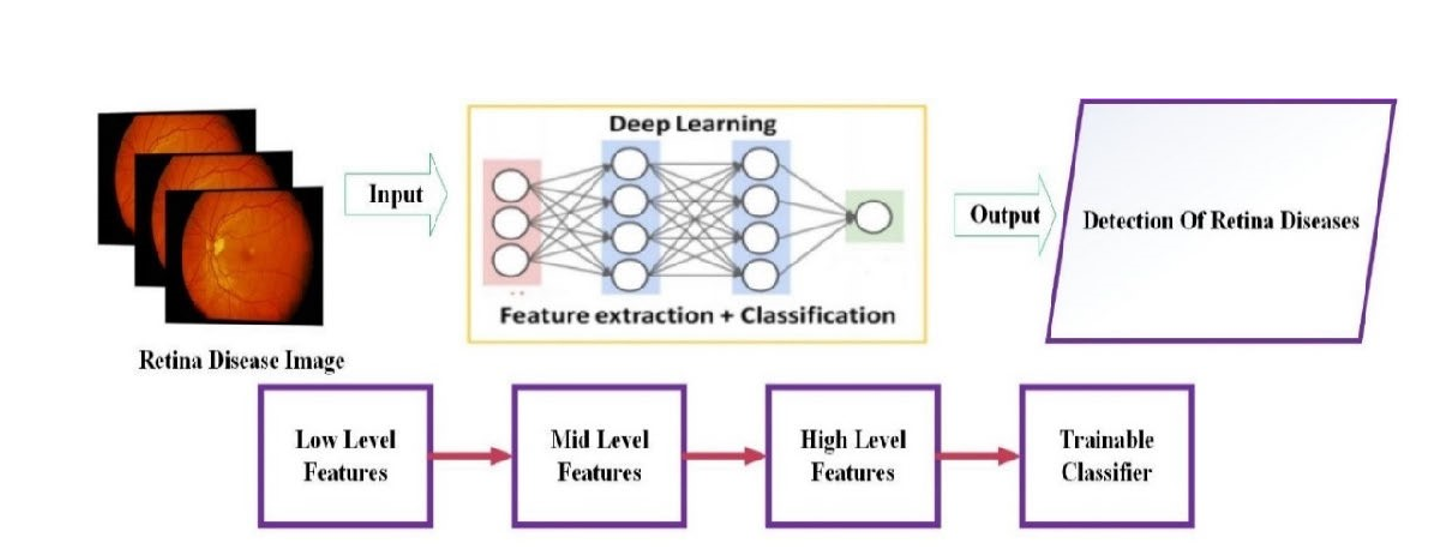 Deep Learning
Input
Output
Detection Of Retina Diseases
Feature extraction + Classification
Retina Disease Image
Low Level
Features
Mid Level
Features
High Level
Features
Trainable
Classifier